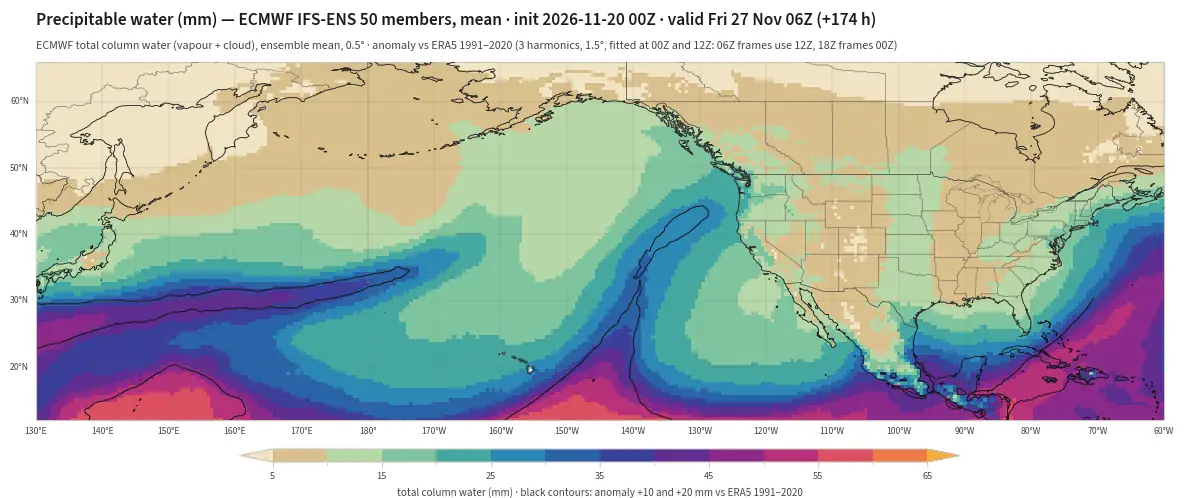 Precipitable water (mm) — ECMWF IFS-ENS 50 members, mean · init 2026-11-20 00Z · valid Fri 27 Nov 06Z (+174 h)
ECMWF total column water (vapour + cloud), ensemble mean, 0.5° · anomaly vs ERA5 1991–2020 (3 harmonics, 1.5°, fitted at 00Z and 12Z: 06Z frames use 12Z, 18Z frames 00Z)
60°N
50°N
40°N
30°N
20°N
130°E 140°E 150°E 160°E 170°E 180° 170°W 160°W 150°W 140°W 130°W 120°W 110°W 100°W 90°W 80°W 70°W 60°W
5 15 25 35 45 55 65
total column water (mm) · black contours: anomaly +10 and +20 mm vs ERA5 1991–2020